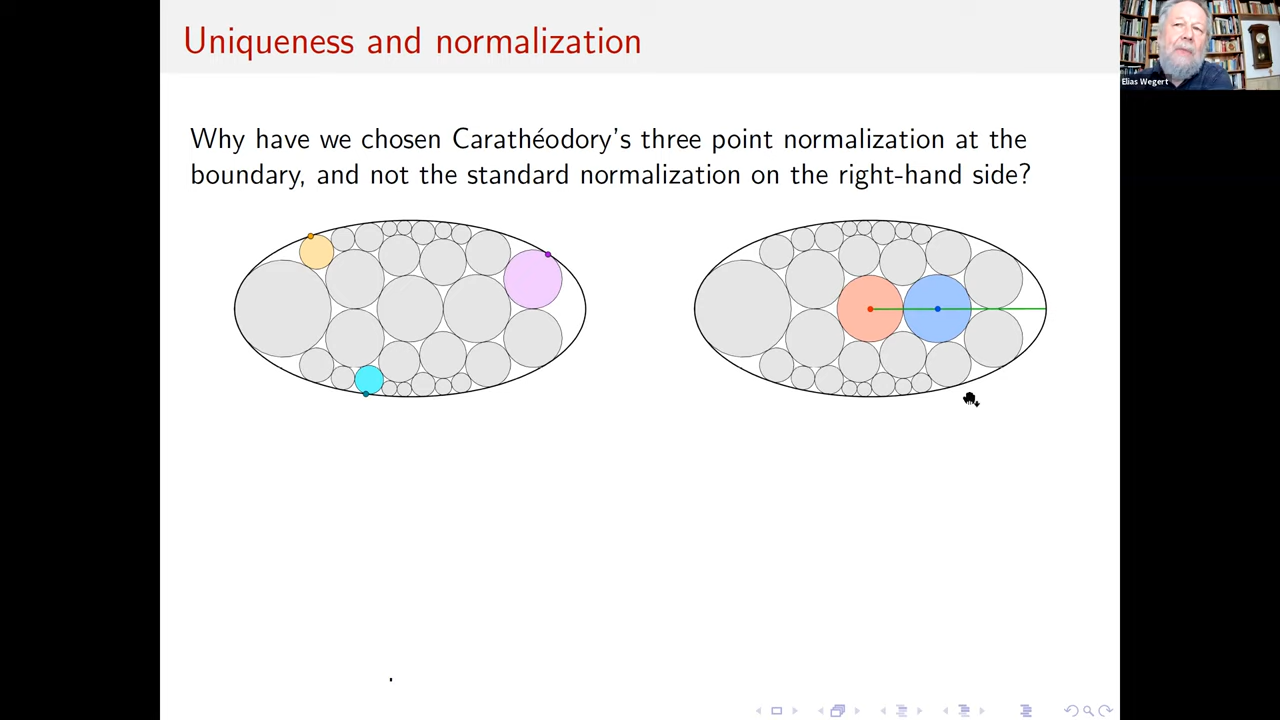 Uniqueness and normalization
Elias Wegert
Why have we chosen Carathéodory's three point normalization at the
boundary, and not the standard normalization on the right-hand side?